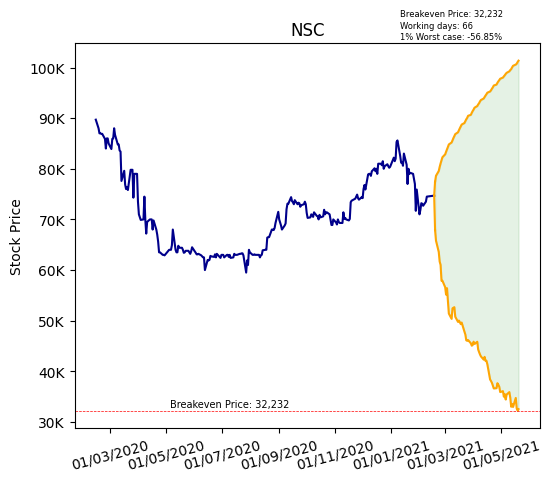 Breakeven Price: 32,232
Working days: 66
1% Worst case: -56.85%
NSC
Stock Price
100K
90K
80K
70K
60K
50K
40K
30K
Breakeven Price: 32,232
01/03/2020
01/05/2020
01/07/2020
01/09/2020
01/11/2020
01/01/2021
01/03/2021
01/05/2021